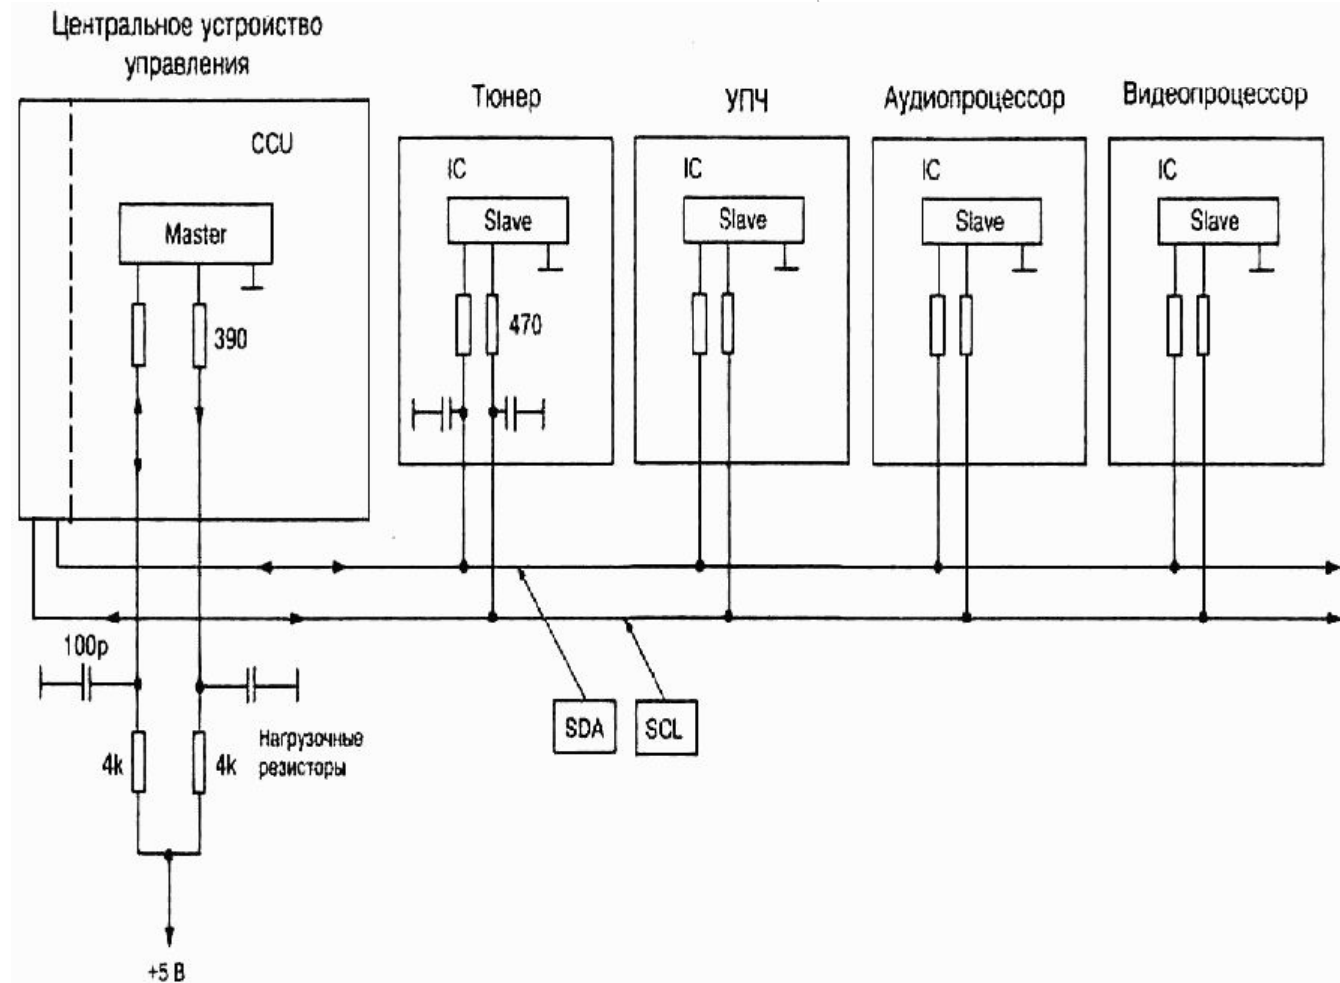 Центральное устройство
управления
Тюнер
УПЧ
Аудиопроцессор
Видеопроцессор
CCU
IC
IC
IC
IC
Master
Slave
Slave
Slave
Slave
390
470
100p
SDA
SCL
Нагрузочные
резисторы
4k
4k
+5 В